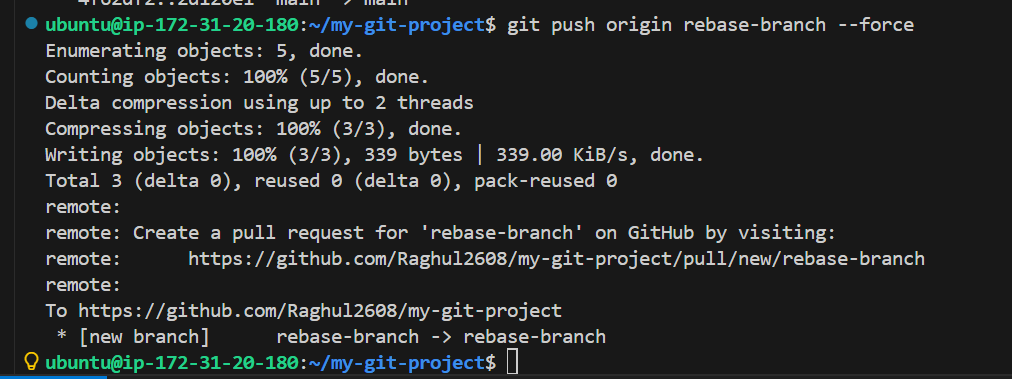 4f62df2..2d120e1  main -> main
ubuntu@ip-172-31-20-180:~/my-git-project$ git push origin rebase-branch --force
Enumerating objects: 5, done.
Counting objects: 100% (5/5), done.
Delta compression using up to 2 threads
Compressing objects: 100% (3/3), done.
Writing objects: 100% (3/3), 339 bytes | 339.00 KiB/s, done.
Total 3 (delta 0), reused 0 (delta 0), pack-reused 0
remote:
remote: Create a pull request for 'rebase-branch' on GitHub by visiting:
remote:      https://github.com/Raghul2608/my-git-project/pull/new/rebase-branch
remote:
To https://github.com/Raghul2608/my-git-project
 * [new branch]      rebase-branch -> rebase-branch
ubuntu@ip-172-31-20-180:~/my-git-project$